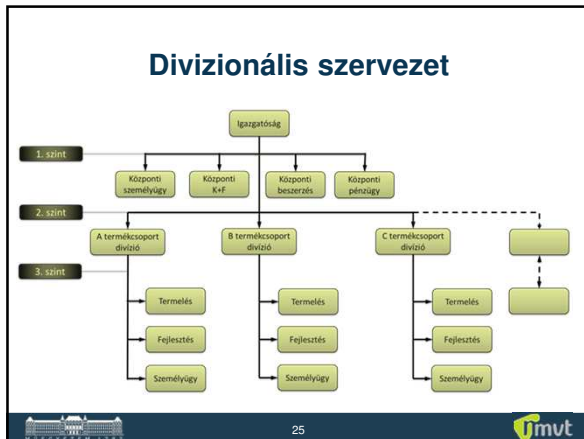 Divizionális szervezet
Igazgatóság
1. szint
Központi
személyügy
Központi
K+F
Központi
beszerzés
Központi
pénzügy
2. szint
A termékcsoport
divízió
B termékcsoport
divízió
C termékcsoport
divízió
3. szint
Termelés
Termelés
Termelés
Fejlesztés
Fejlesztés
Fejlesztés
Személyügy
Személyügy
Személyügy
25